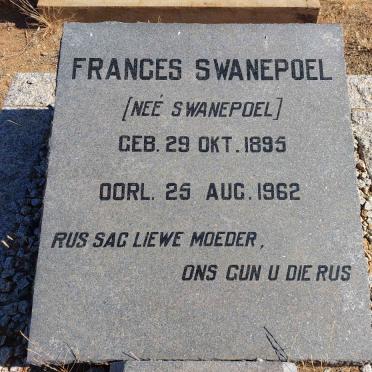 FRANCES SWANEPOEL
[NEÉ SWANEPOEL]
GEB. 29 OKT. 1895
OORL. 25 AUG. 1962
RUS SAG LIEWE MOEDER,
ONS GUN U DIE RUS